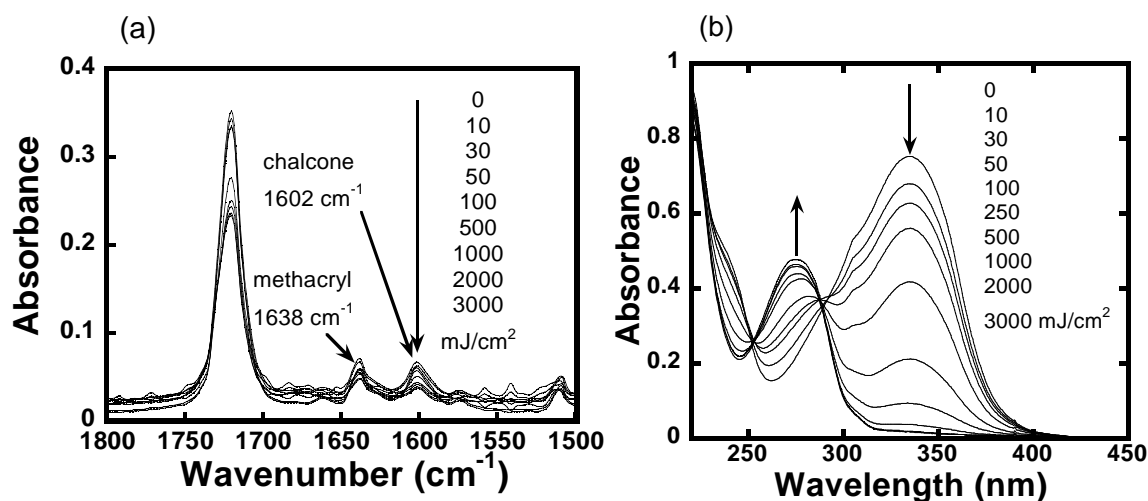 (a)
0.4
0.3
0.2
0.1
0
1800 1750 1700 1650 1600 1550 1500
Absorbance
Wavenumber (cm⁻¹)
chalcone
1602 cm⁻¹
methacryl
1638 cm⁻¹
0
10
30
50
100
500
1000
2000
3000
mJ/cm²
(b)
1
0.8
0.6
0.4
0.2
0
250 300 350 400 450
Absorbance
Wavelength (nm)
0
10
30
50
100
250
500
1000
2000
3000 mJ/cm²